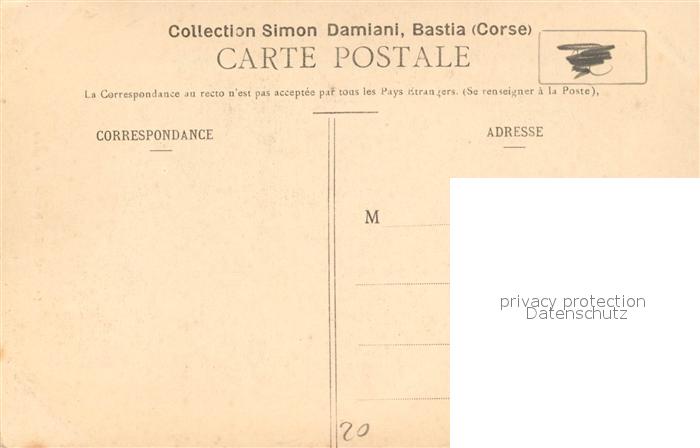 Collection Simon Damiani, Bastia (Corse)
CARTE POSTALE
La Correspondance au recto n'est pas acceptée par tous les Pays étrangers. (Se renseigner à la Poste),
CORRESPONDANCE
ADRESSE
M
privacy protection
Datenschutz
20